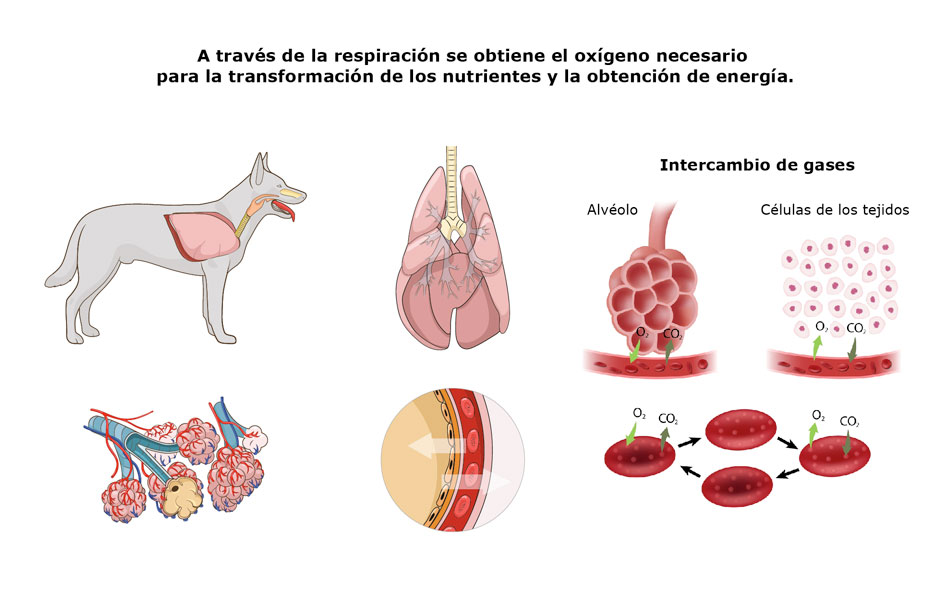 A través de la respiración se obtiene el oxígeno necesario
para la transformación de los nutrientes y la obtención de energía.
Intercambio de gases
Alvéolo
Células de los tejidos
O₂
CO₂
O₂
CO₂
O₂
CO₂
O₂
CO₂